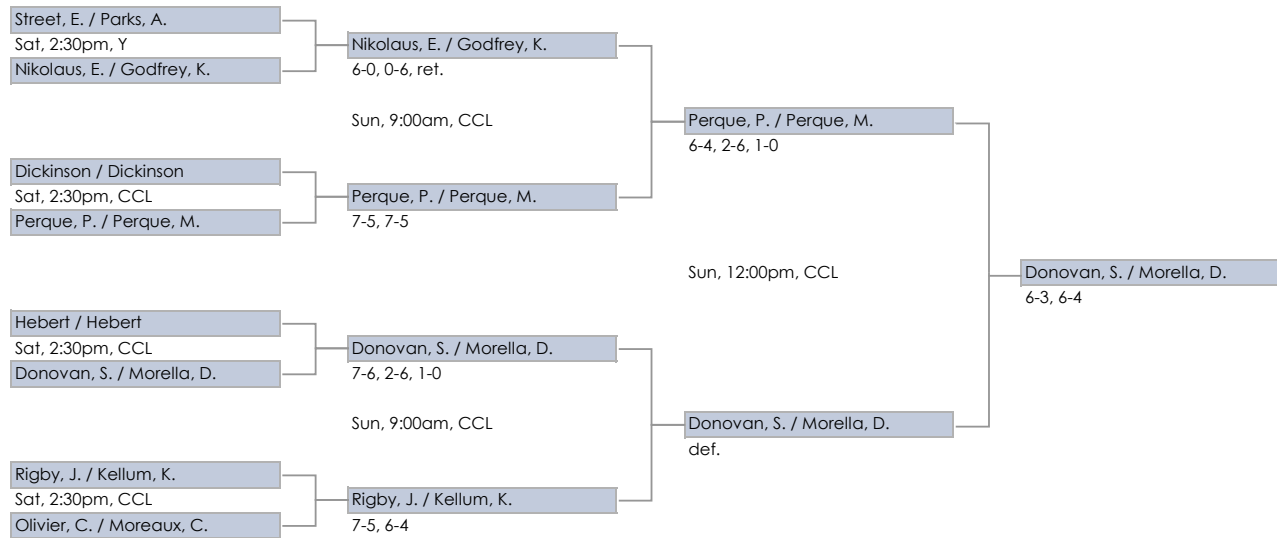 Street, E. / Parks, A.
Sat, 2:30pm, Y
Nikolaus, E. / Godfrey, K.
Nikolaus, E. / Godfrey, K.
6-0, 0-6, ret.
Sun, 9:00am, CCL
Perque, P. / Perque, M.
6-4, 2-6, 1-0
Dickinson / Dickinson
Sat, 2:30pm, CCL
Perque, P. / Perque, M.
Perque, P. / Perque, M.
7-5, 7-5
Sun, 12:00pm, CCL
Donovan, S. / Morella, D.
6-3, 6-4
Hebert / Hebert
Sat, 2:30pm, CCL
Donovan, S. / Morella, D.
Donovan, S. / Morella, D.
7-6, 2-6, 1-0
Sun, 9:00am, CCL
Donovan, S. / Morella, D.
def.
Rigby, J. / Kellum, K.
Sat, 2:30pm, CCL
Olivier, C. / Moreaux, C.
Rigby, J. / Kellum, K.
7-5, 6-4